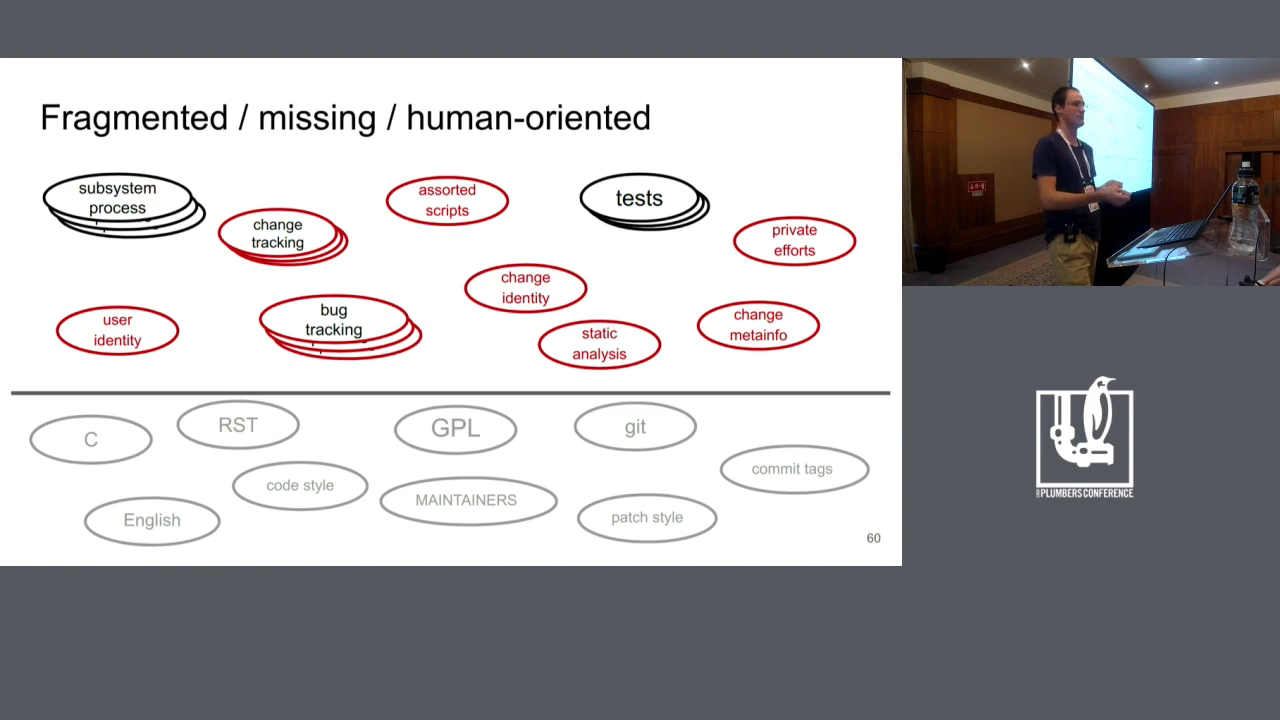 Fragmented / missing / human-oriented
subsystem
process
change
tracking
assorted
scripts
tests
private
efforts
user
identity
bug
tracking
change
identity
static
analysis
change
metainfo
C
RST
GPL
git
commit tags
code style
MAINTAINERS
English
patch style
60
PLUMBERS CONFERENCE